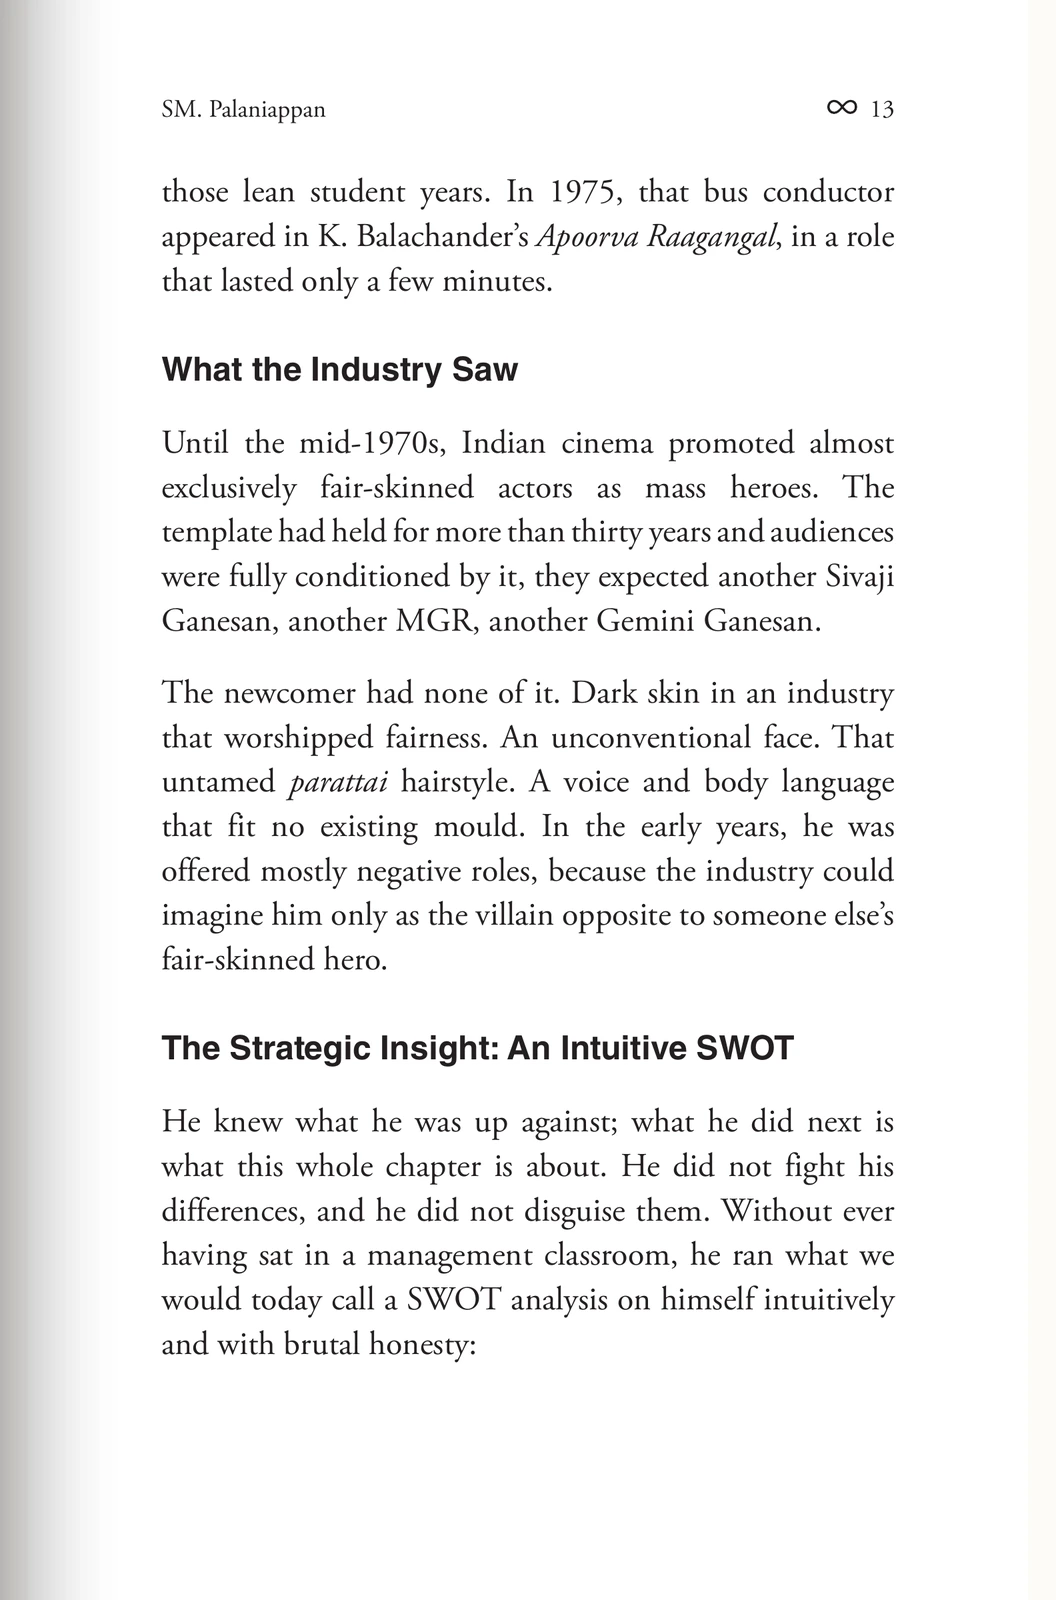 SM. Palaniappan ∞ 13
those lean student years. In 1975, that bus conductor
appeared in K. Balachander’s Apoorva Raagangal, in a role
that lasted only a few minutes.
What the Industry Saw
Until the mid-1970s, Indian cinema promoted almost
exclusively fair-skinned actors as mass heroes. The
template had held for more than thirty years and audiences
were fully conditioned by it, they expected another Sivaji
Ganesan, another MGR, another Gemini Ganesan.
The newcomer had none of it. Dark skin in an industry
that worshipped fairness. An unconventional face. That
untamed parattai hairstyle. A voice and body language
that fit no existing mould. In the early years, he was
offered mostly negative roles, because the industry could
imagine him only as the villain opposite to someone else’s
fair-skinned hero.
The Strategic Insight: An Intuitive SWOT
He knew what he was up against; what he did next is
what this whole chapter is about. He did not fight his
differences, and he did not disguise them. Without ever
having sat in a management classroom, he ran what we
would today call a SWOT analysis on himself intuitively
and with brutal honesty: